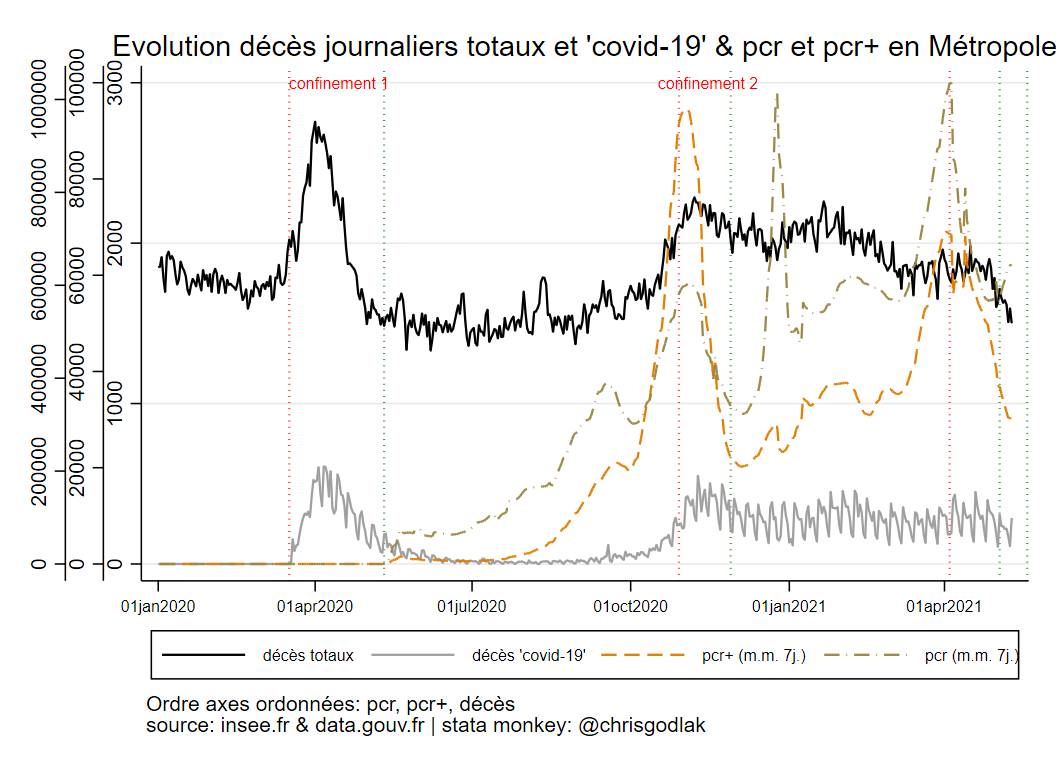 Evolution décès journaliers totaux et 'covid-19' & pcr et pcr+ en Métropole
confinement 1
confinement 2
0
200000
400000
600000
800000
1000000
0
20000
40000
60000
80000
100000
0
1000
2000
3000
01jan2020
01apr2020
01jul2020
01oct2020
01jan2021
01apr2021
décès totaux
décès 'covid-19'
pcr+ (m.m. 7j.)
pcr (m.m. 7j.)
Ordre axes ordonnées: pcr, pcr+, décès
source: insee.fr & data.gouv.fr | stata monkey: @chrisgodlak